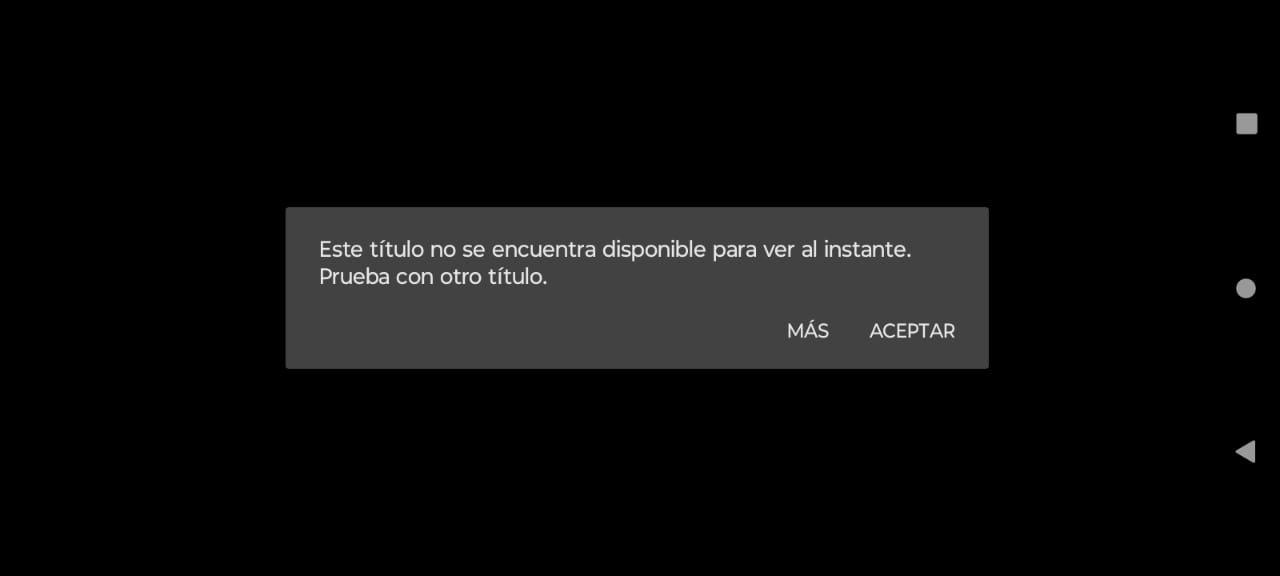 Este título no se encuentra disponible para ver al instante.
Prueba con otro título.
MÁS ACEPTAR